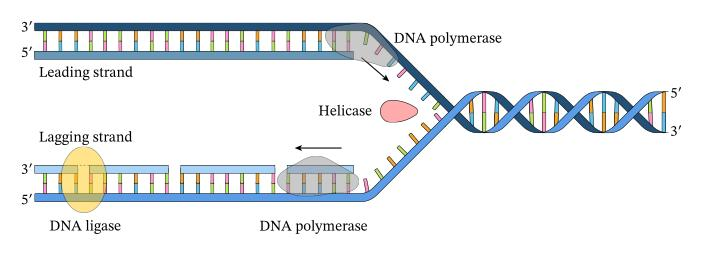 3′
DNA polymerase
5′
Leading strand
5′
Helicase
3′
Lagging strand
3′
5′
DNA ligase
DNA polymerase